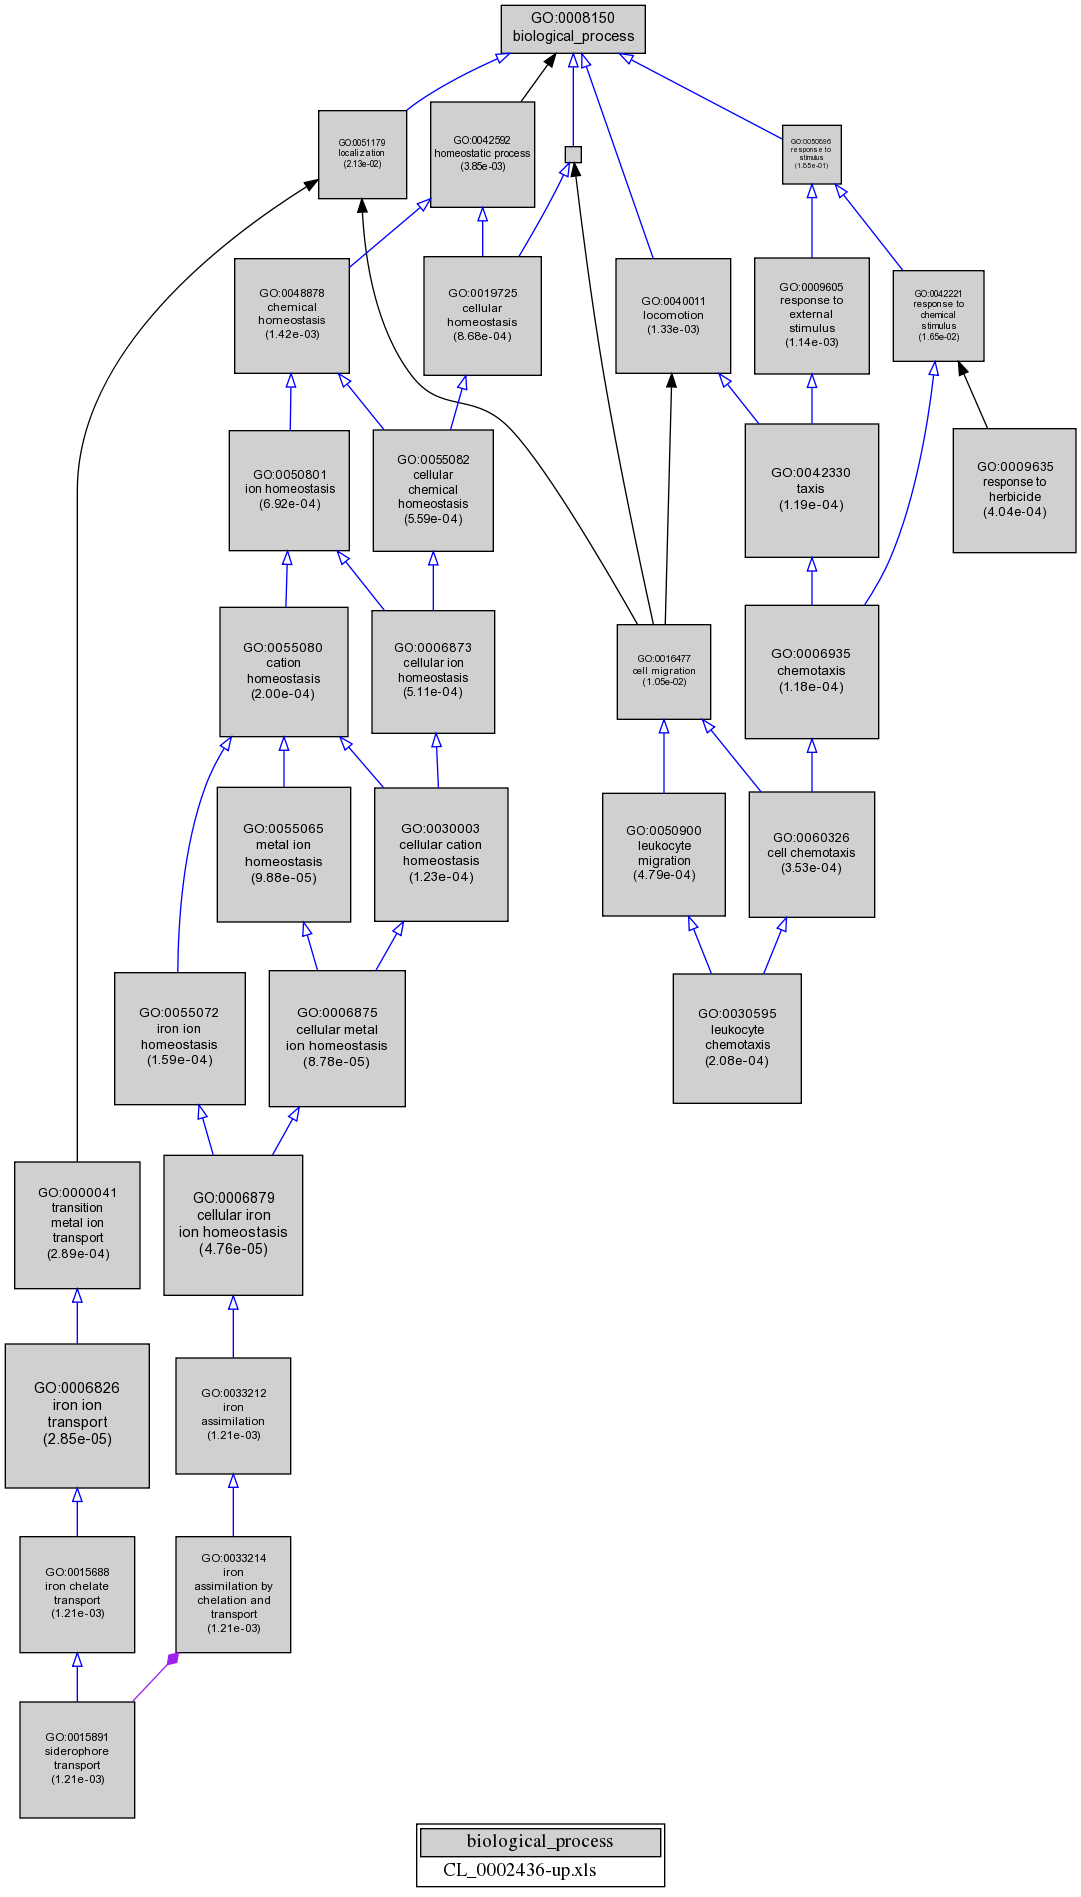 GO:0008150
biological_process
GO:0051179
localization
(2.13e-02)
GO:0042592
homeostatic process
(3.85e-03)
GO:0050896
response to
stimulus
(1.65e-01)
GO:0048878
chemical
homeostasis
(1.42e-03)
GO:0019725
cellular
homeostasis
(8.68e-04)
GO:0040011
locomotion
(1.33e-03)
GO:0009605
response to
external
stimulus
(1.14e-03)
GO:0042221
response to
chemical
stimulus
(1.65e-02)
GO:0050801
ion homeostasis
(6.92e-04)
GO:0055082
cellular
chemical
homeostasis
(5.59e-04)
GO:0042330
taxis
(1.19e-04)
GO:0009635
response to
herbicide
(4.04e-04)
GO:0055080
cation
homeostasis
(2.00e-04)
GO:0006873
cellular ion
homeostasis
(5.11e-04)
GO:0016477
cell migration
(1.05e-02)
GO:0006935
chemotaxis
(1.18e-04)
GO:0055065
metal ion
homeostasis
(9.88e-05)
GO:0030003
cellular cation
homeostasis
(1.23e-04)
GO:0050900
leukocyte
migration
(4.79e-04)
GO:0060326
cell chemotaxis
(3.53e-04)
GO:0055072
iron ion
homeostasis
(1.59e-04)
GO:0006875
cellular metal
ion homeostasis
(8.78e-05)
GO:0030595
leukocyte
chemotaxis
(2.08e-04)
GO:0000041
transition
metal ion
transport
(2.89e-04)
GO:0006879
cellular iron
ion homeostasis
(4.76e-05)
GO:0006826
iron ion
transport
(2.85e-05)
GO:0033212
iron
assimilation
(1.21e-03)
GO:0015688
iron chelate
transport
(1.21e-03)
GO:0033214
iron
assimilation by
chelation and
transport
(1.21e-03)
GO:0015891
siderophore
transport
(1.21e-03)
biological_process
CL_0002436-up.xls